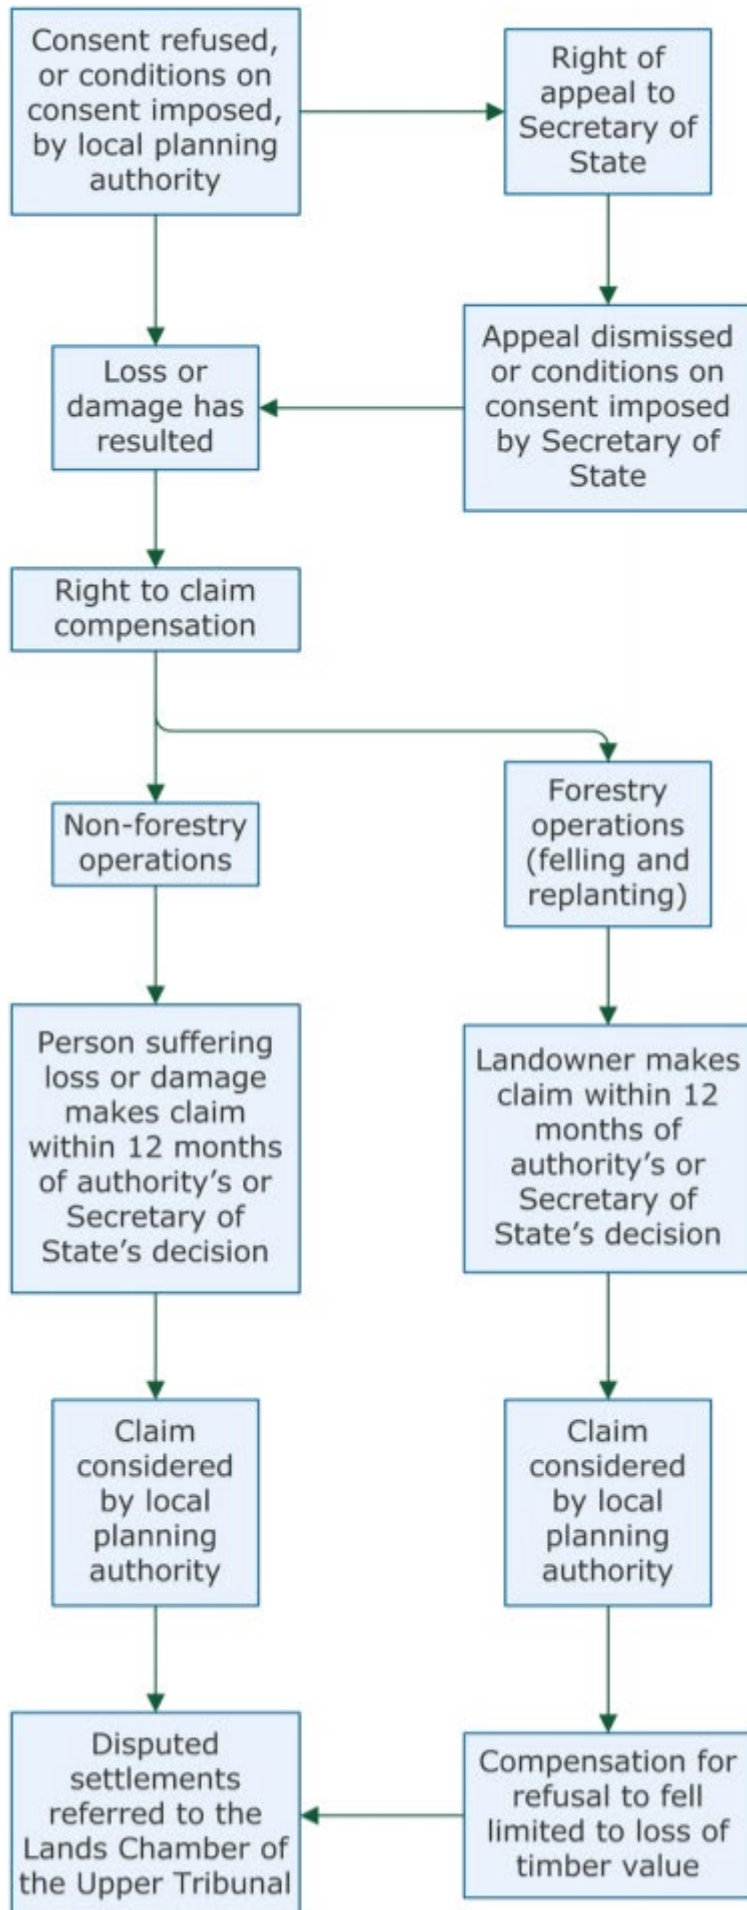 Consent refused,
or conditions on
consent imposed,
by local planning
authority
Right of
appeal to
Secretary of
State
Loss or
damage has
resulted
Appeal dismissed
or conditions on
consent imposed
by Secretary of
State
Right to claim
compensation
Non-forestry
operations
Forestry
operations
(felling and
replanting)
Person suffering
loss or damage
makes claim
within 12 months
of authority’s or
Secretary of
State’s decision
Landowner makes
claim within 12
months of
authority’s or
Secretary of
State’s decision
Claim
considered
by local
planning
authority
Claim
considered
by local
planning
authority
Disputed
settlements
referred to the
Lands Chamber of
the Upper Tribunal
Compensation for
refusal to fell
limited to loss of
timber value